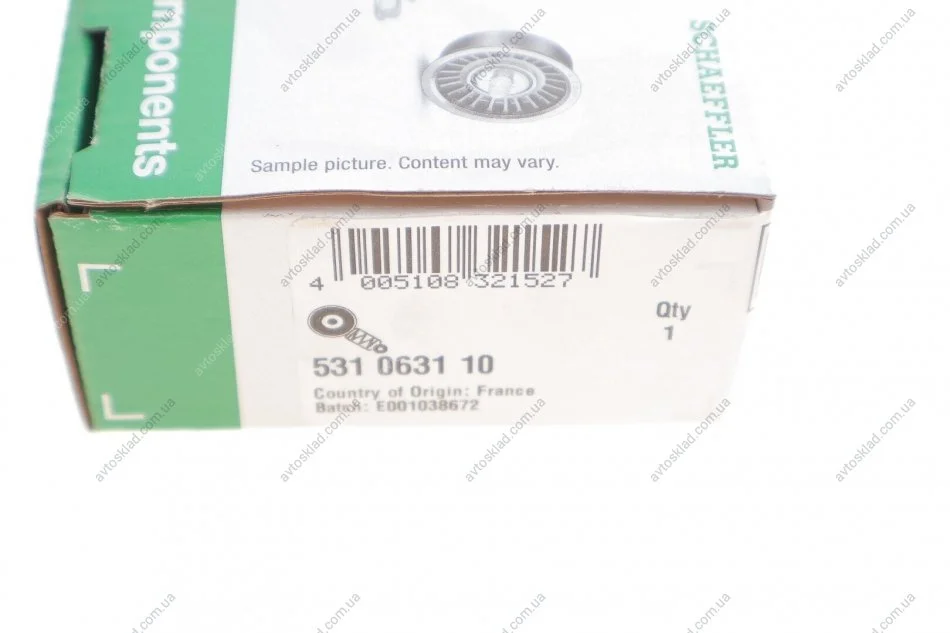 mponents
SCHAEFFLER
Sample picture. Content may vary.
4 005108 321527
Qty
1
531 0631 10
Country of Origin: France
Batch: E001038672
avtosklad.com.ua